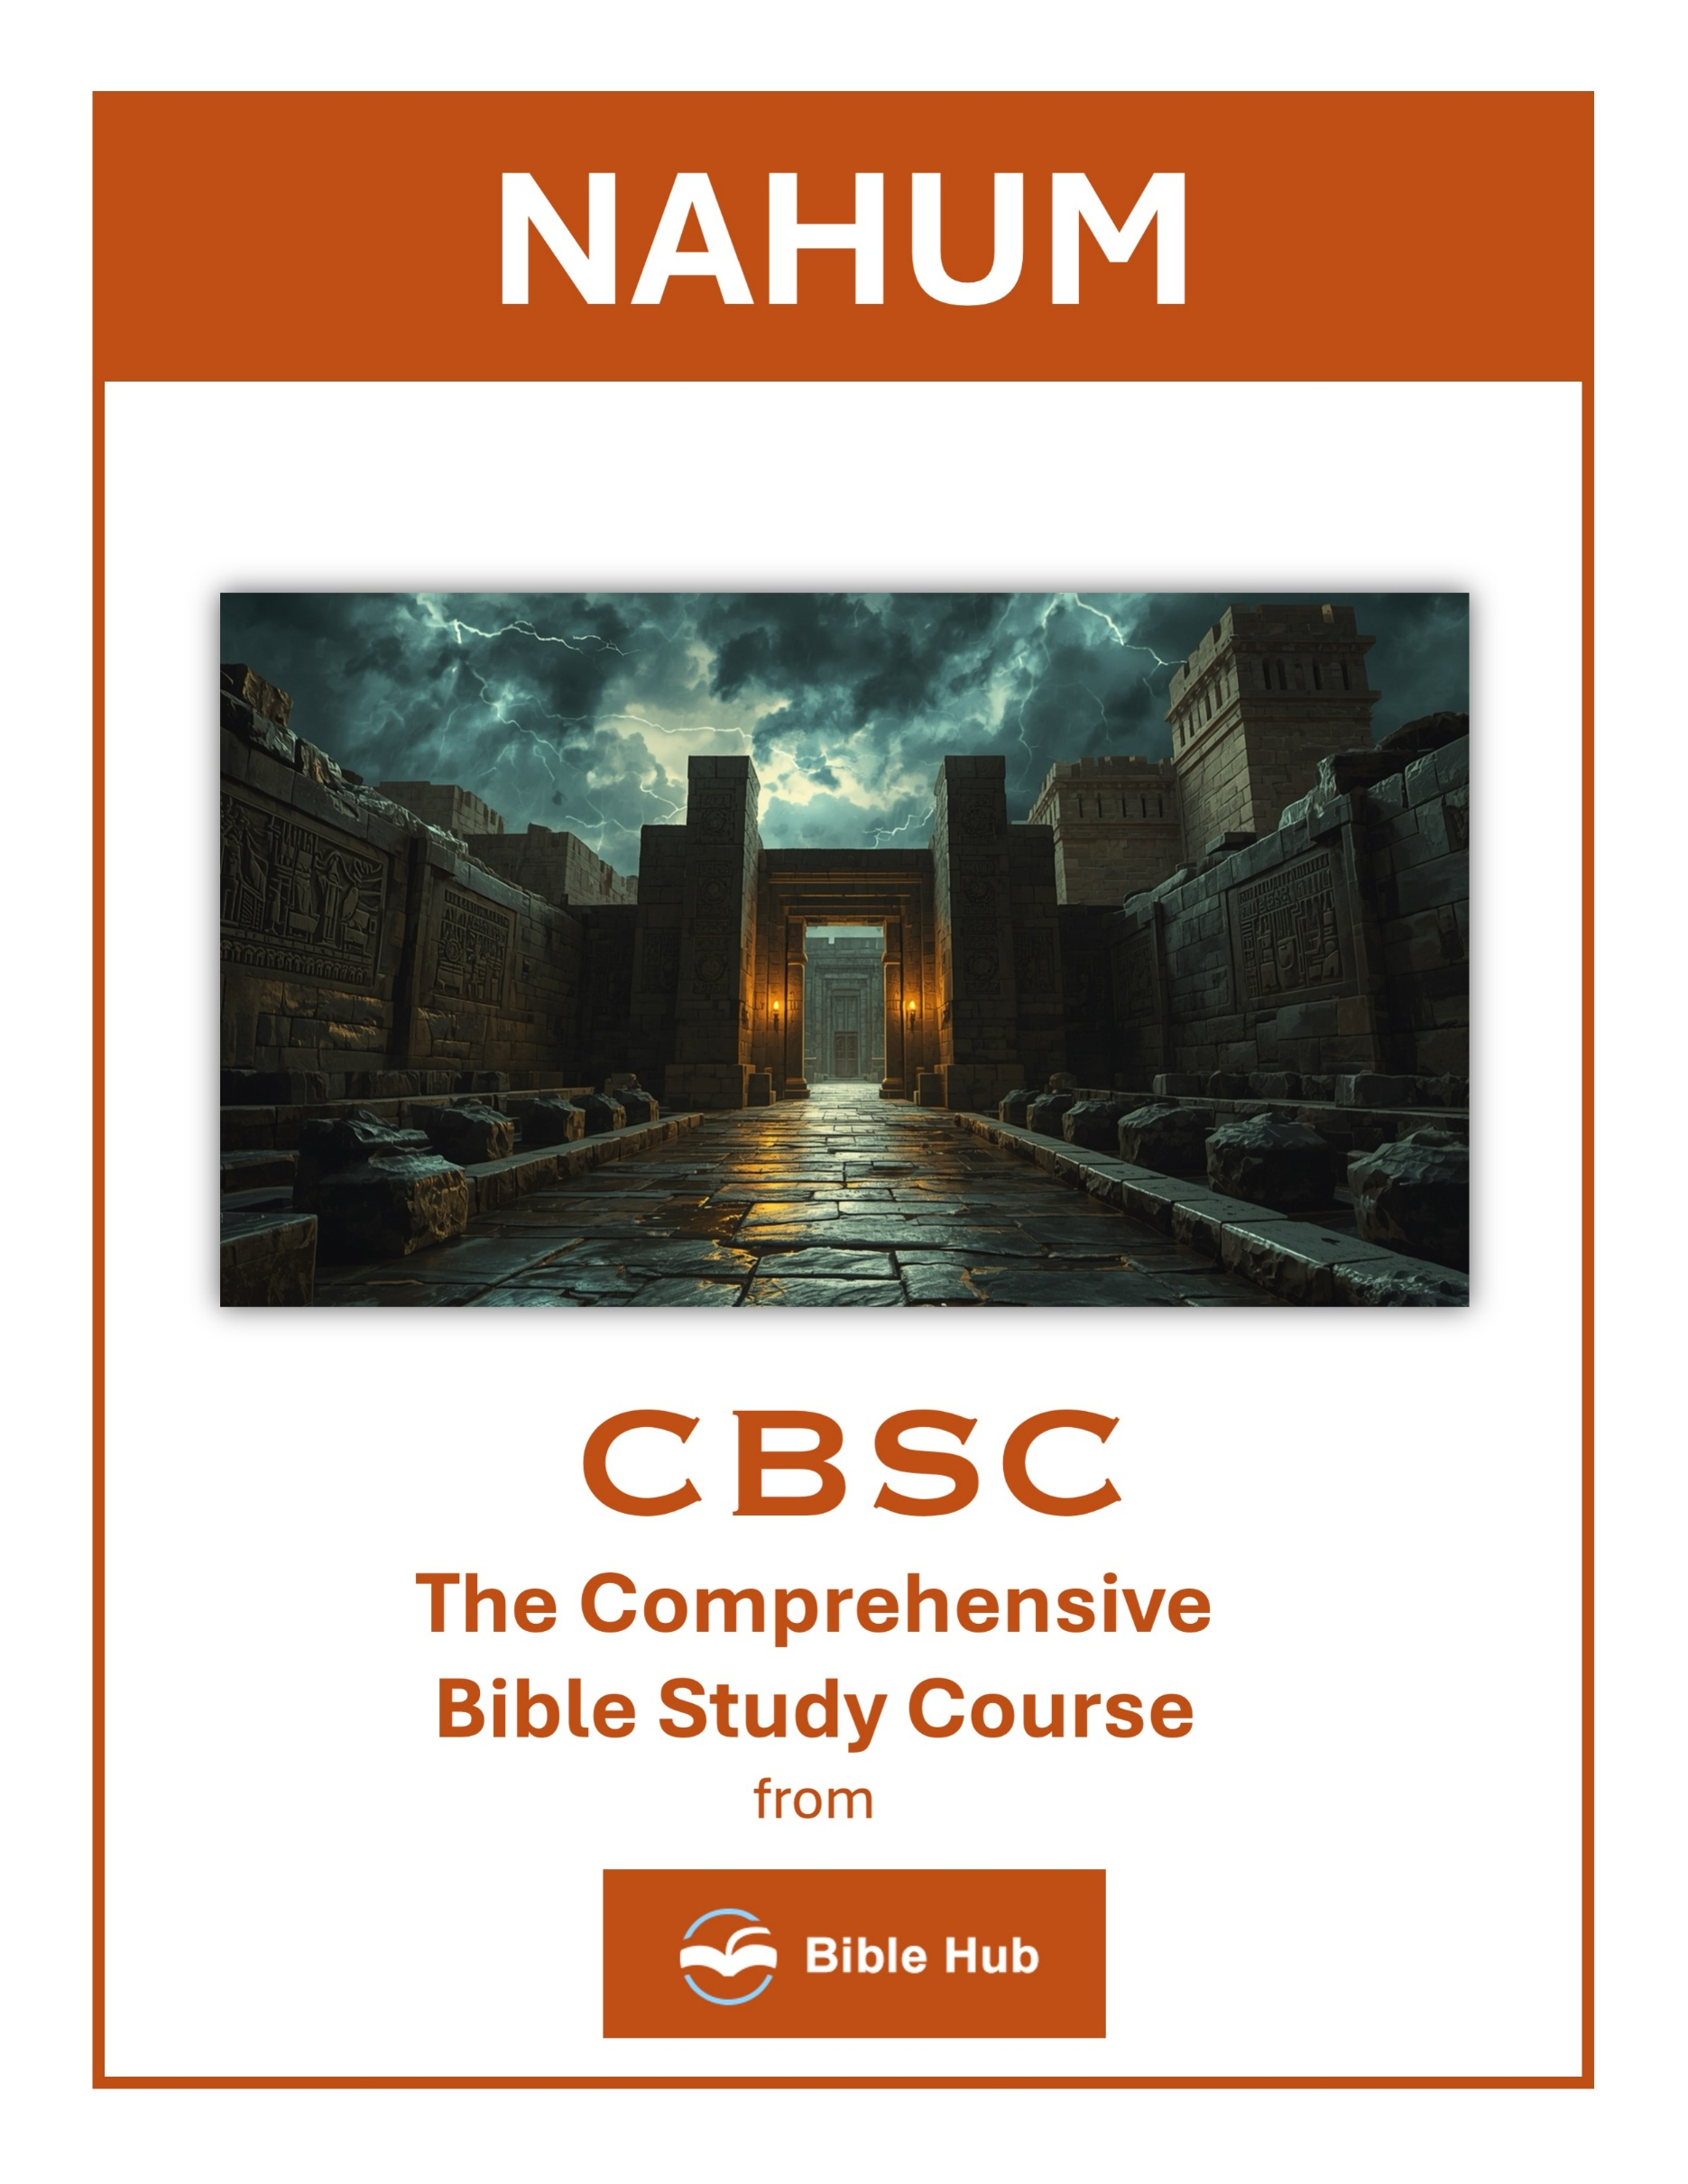 NAHUM
CBSC
The Comprehensive
Bible Study Course
from
Bible Hub